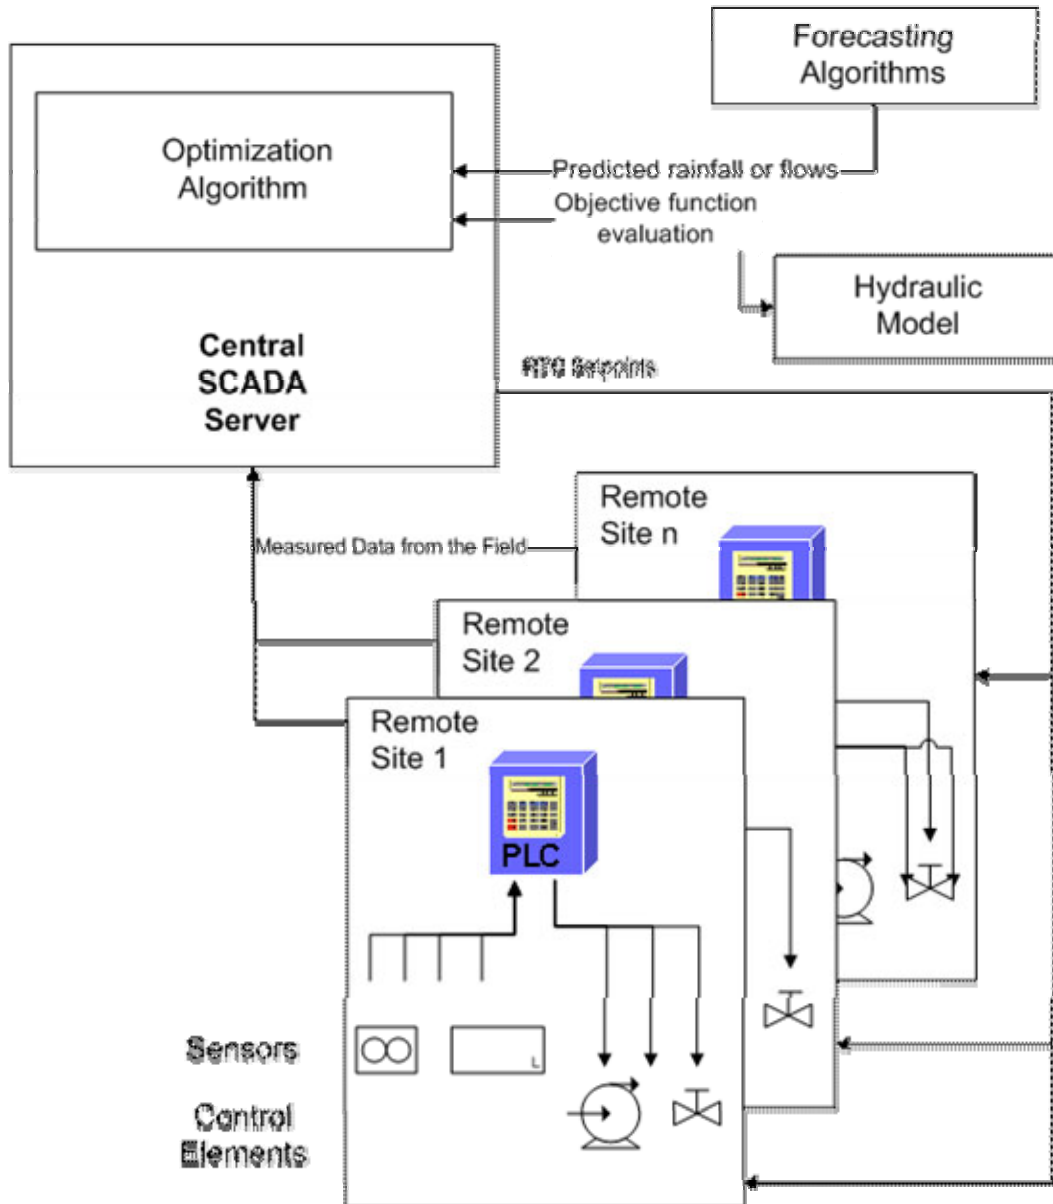 Forecasting
Algorithms
Optimization
Algorithm
Predicted rainfall or flows
Objective function
evaluation
Hydraulic
Model
Central
SCADA
Server
RTC Setpoints
Remote
Site n
Measured Data from the Field
Remote
Site 2
Remote
Site 1
PLC
Sensors
L
Control
Elements